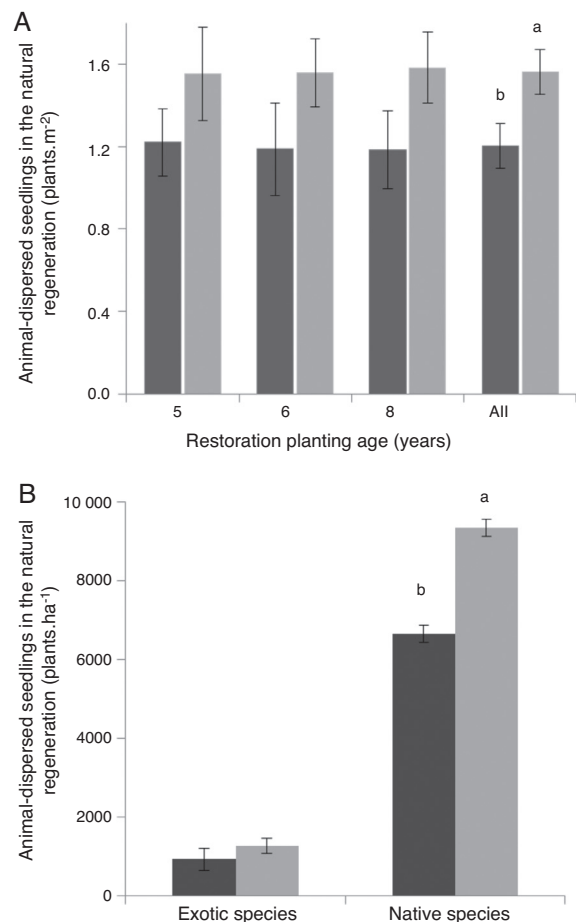 A
Animal-dispersed seedlings in the natural
regeneration (plants.m-2)
1.6
1.2
0.8
0.4
0.0
b
a
5 6 8 All
Restoration planting age (years)
B
Animal-dispersed seedlings in the natural
regeneration (plants.ha-1)
10 000
8000
6000
4000
2000
0
b
a
Exotic species Native species